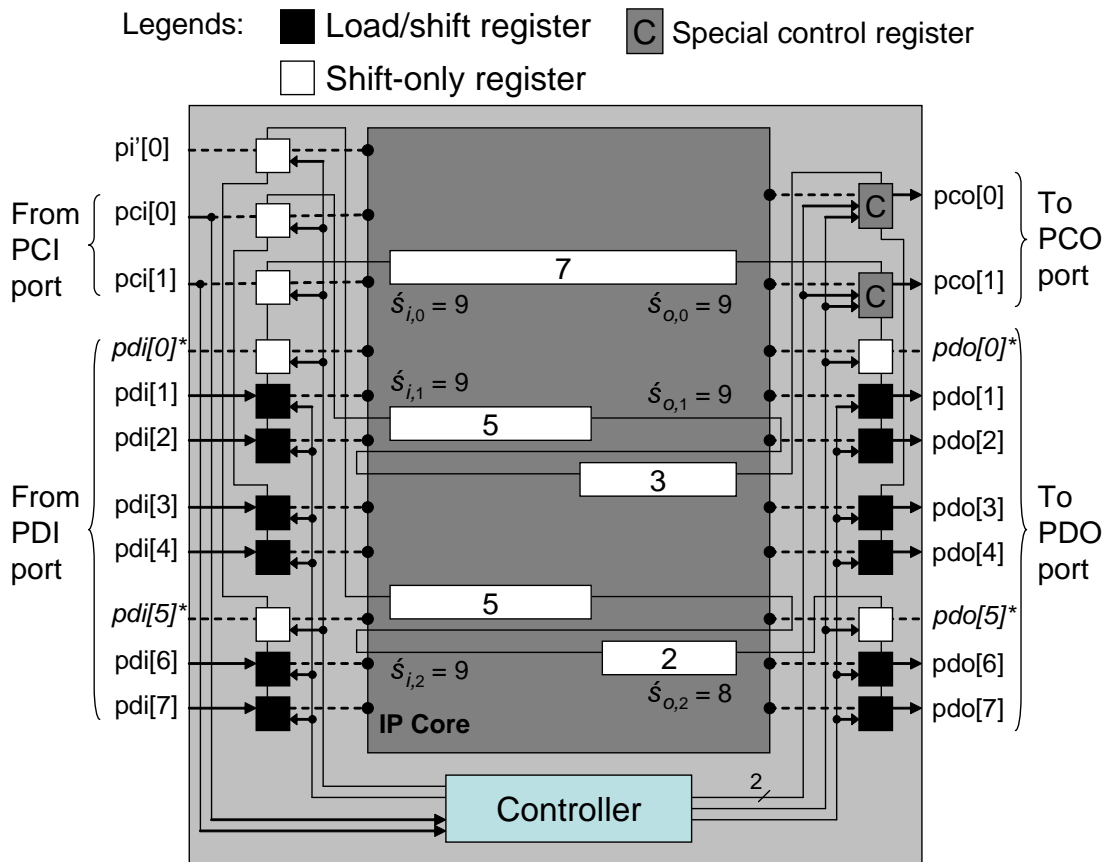 Legends:
Load/shift register
C Special control register
Shift-only register
pi'[0]
pci[0]
pci[1]
From
PCI
port
pdi[0]*
pdi[1]
pdi[2]
pdi[3]
pdi[4]
pdi[5]*
pdi[6]
pdi[7]
From
PDI
port
7
ś_{i,0} = 9
ś_{o,0} = 9
ś_{i,1} = 9
ś_{o,1} = 9
5
3
5
2
ś_{i,2} = 9
ś_{o,2} = 8
IP Core
C
C
pco[0]
pco[1]
To
PCO
port
pdo[0]*
pdo[1]
pdo[2]
pdo[3]
pdo[4]
pdo[5]*
pdo[6]
pdo[7]
To
PDO
port
2
Controller